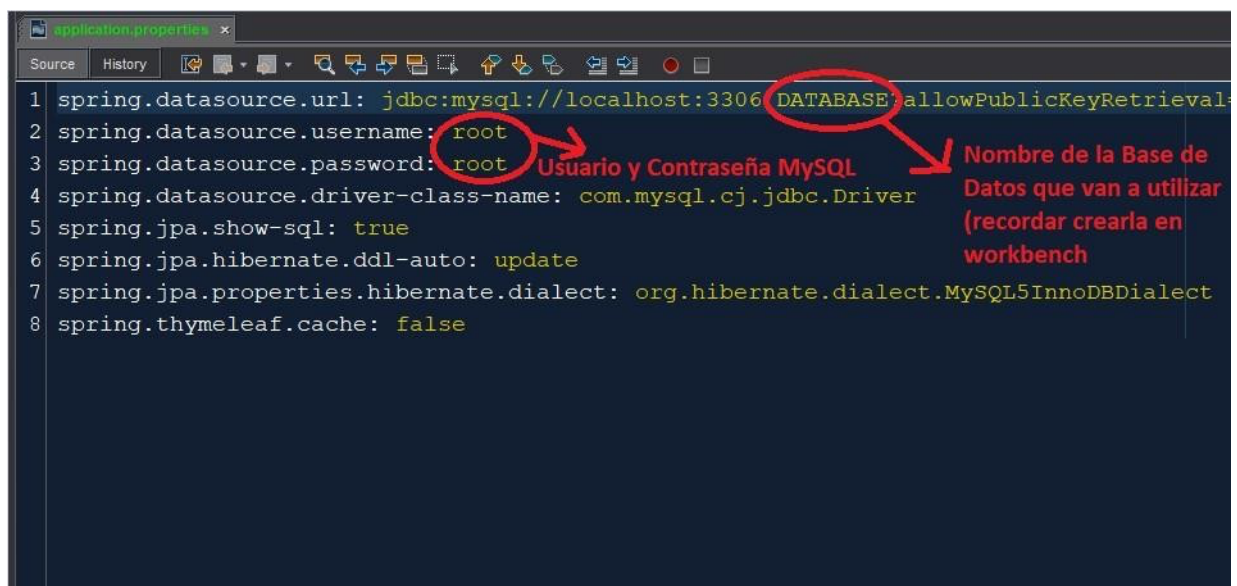 application.properties x
Source History
1 spring.datasource.url: jdbc:mysql://localhost:3306 DATABASE?allowPublicKeyRetrieval=
2 spring.datasource.username: root
3 spring.datasource.password: root
Usuario y Contraseña MySQL
Nombre de la Base de
Datos que van a utilizar
(recordar crearla en
workbench
4 spring.datasource.driver-class-name: com.mysql.cj.jdbc.Driver
5 spring.jpa.show-sql: true
6 spring.jpa.hibernate.ddl-auto: update
7 spring.jpa.properties.hibernate.dialect: org.hibernate.dialect.MySQL5InnoDBDialect
8 spring.thymeleaf.cache: false